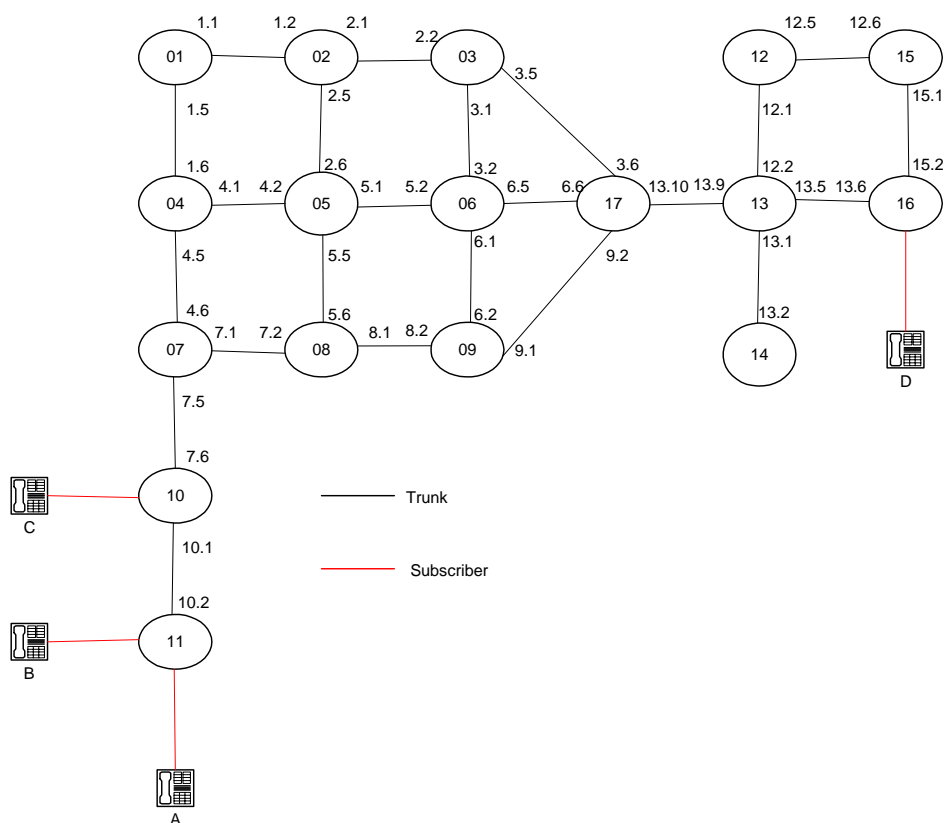 1.1 1.2 2.1 2.2 12.5 12.6
01 02 03 12 15
3.5
1.5 2.5 3.1 12.1 15.1
1.6 2.6 3.2 3.6 12.2 15.2
4.1 4.2 5.1 5.2 6.5 6.6 13.10 13.9 13.5 13.6
04 05 06 17 13 16
4.5 5.5 6.1 9.2 13.1
4.6 5.6 6.2 13.2
7.1 7.2 8.1 8.2 9.1
07 08 09 14
D
7.5
7.6
10 Trunk
C
10.1
Subscriber
10.2
11
B
A